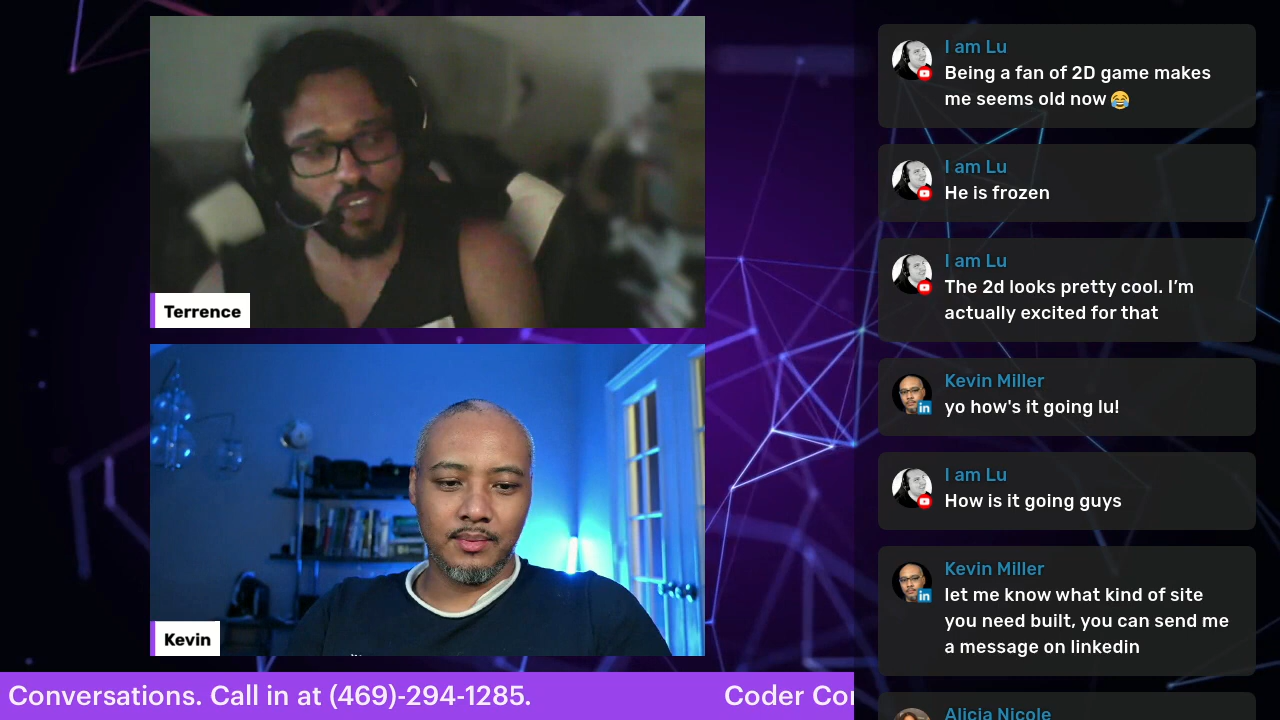 Terrence
Kevin
Conversations. Call in at (469)-294-1285.
Coder Co
I am Lu
Being a fan of 2D game makes
me seems old now 😂
I am Lu
He is frozen
I am Lu
The 2d looks pretty cool. I’m
actually excited for that
Kevin Miller
yo how's it going lu!
I am Lu
How is it going guys
Kevin Miller
let me know what kind of site
you need built, you can send me
a message on linkedin
Alicia Nicole